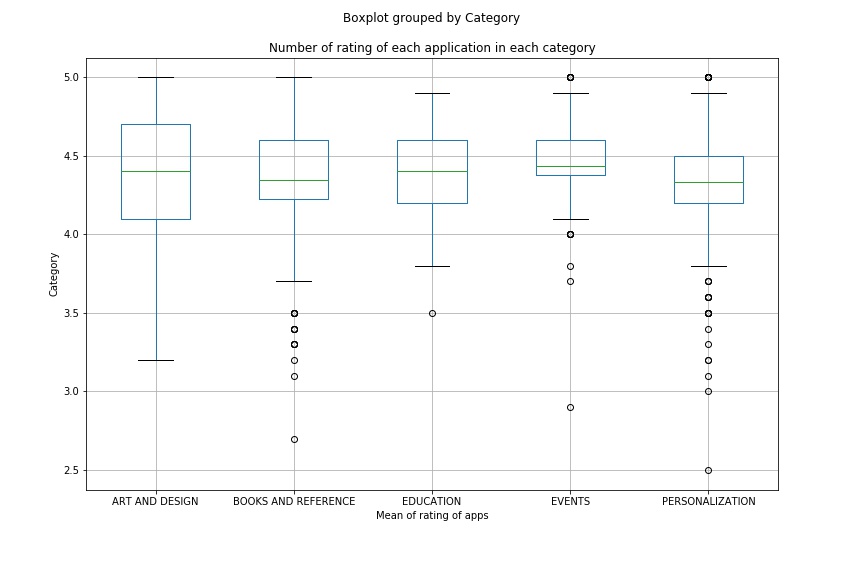 Boxplot grouped by Category
Number of rating of each application in each category
5.0
4.5
4.0
3.5
3.0
2.5
Category
ART AND DESIGN
BOOKS AND REFERENCE
EDUCATION
EVENTS
PERSONALIZATION
Mean of rating of apps